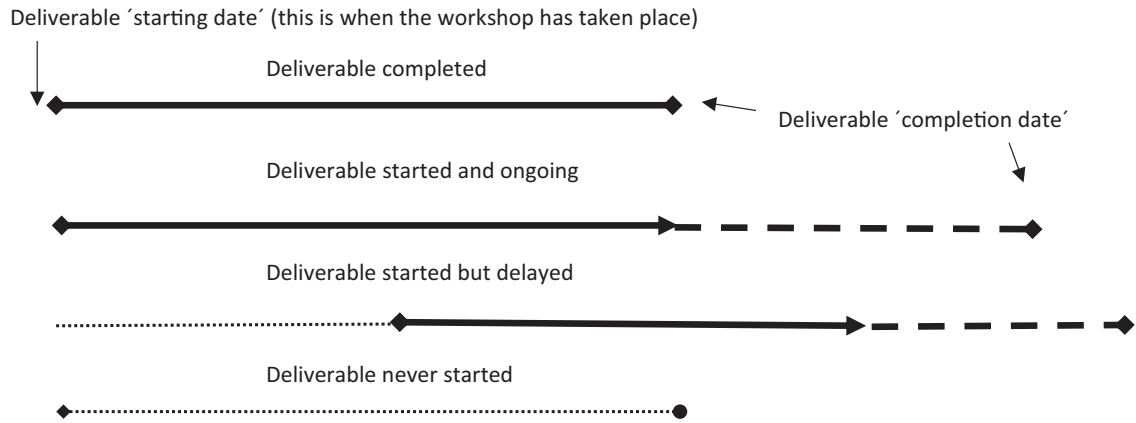 Deliverable ´starting date´ (this is when the workshop has taken place)
Deliverable completed
Deliverable ´completion date´
Deliverable started and ongoing
Deliverable started but delayed
Deliverable never started